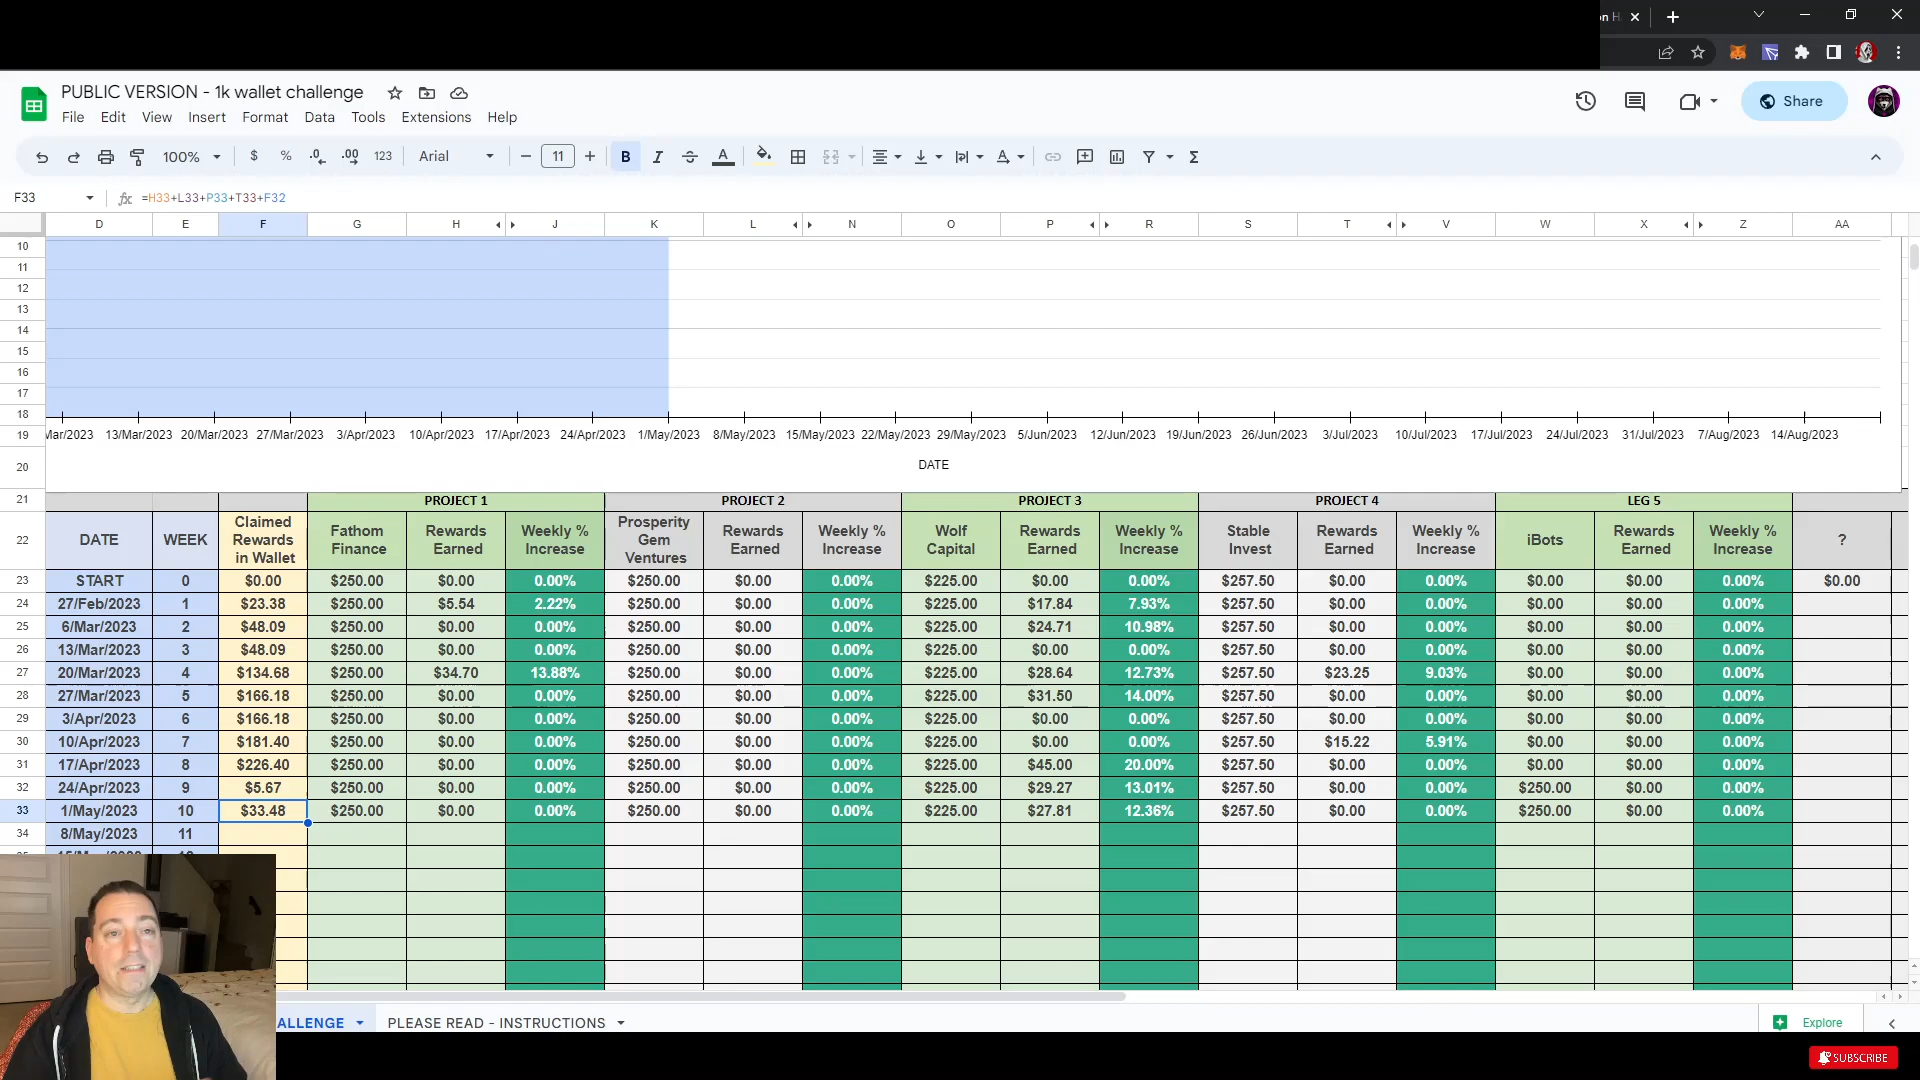 on H
PUBLIC VERSION - 1k wallet challenge
File Edit View Insert Format Data Tools Extensions Help
Share
100% $ % .0 .00 123 Arial 11 B I A
F33 =H33+L33+P33+T33+F32
D E F G H J K L N O P R S T V W X Z AA
10
11
12
13
14
15
16
17
18
19 Mar/2023 13/Mar/2023 20/Mar/2023 27/Mar/2023 3/Apr/2023 10/Apr/2023 17/Apr/2023 24/Apr/2023 1/May/2023 8/May/2023 15/May/2023 22/May/2023 29/May/2023 5/Jun/2023 12/Jun/2023 19/Jun/2023 26/Jun/2023 3/Jul/2023 10/Jul/2023 17/Jul/2023 24/Jul/2023 31/Jul/2023 7/Aug/2023 14/Aug/2023
20 DATE
21 PROJECT 1 PROJECT 2 PROJECT 3 PROJECT 4 LEG 5
22 DATE WEEK Claimed Rewards in Wallet Fathom Finance Rewards Earned Weekly % Increase Prosperity Gem Ventures Rewards Earned Weekly % Increase Wolf Capital Rewards Earned Weekly % Increase Stable Invest Rewards Earned Weekly % Increase iBots Rewards Earned Weekly % Increase ?
23 START 0 $0.00 $250.00 $0.00 0.00% $250.00 $0.00 0.00% $225.00 $0.00 0.00% $257.50 $0.00 0.00% $0.00 $0.00 0.00% $0.00
24 27/Feb/2023 1 $23.38 $250.00 $5.54 2.22% $250.00 $0.00 0.00% $225.00 $17.84 7.93% $257.50 $0.00 0.00% $0.00 $0.00 0.00%
25 6/Mar/2023 2 $48.09 $250.00 $0.00 0.00% $250.00 $0.00 0.00% $225.00 $24.71 10.98% $257.50 $0.00 0.00% $0.00 $0.00 0.00%
26 13/Mar/2023 3 $48.09 $250.00 $0.00 0.00% $250.00 $0.00 0.00% $225.00 $0.00 0.00% $257.50 $0.00 0.00% $0.00 $0.00 0.00%
27 20/Mar/2023 4 $134.68 $250.00 $34.70 13.88% $250.00 $0.00 0.00% $225.00 $28.64 12.73% $257.50 $23.25 9.03% $0.00 $0.00 0.00%
28 27/Mar/2023 5 $166.18 $250.00 $0.00 0.00% $250.00 $0.00 0.00% $225.00 $31.50 14.00% $257.50 $0.00 0.00% $0.00 $0.00 0.00%
29 3/Apr/2023 6 $166.18 $250.00 $0.00 0.00% $250.00 $0.00 0.00% $225.00 $0.00 0.00% $257.50 $0.00 0.00% $0.00 $0.00 0.00%
30 10/Apr/2023 7 $181.40 $250.00 $0.00 0.00% $250.00 $0.00 0.00% $225.00 $0.00 0.00% $257.50 $15.22 5.91% $0.00 $0.00 0.00%
31 17/Apr/2023 8 $226.40 $250.00 $0.00 0.00% $250.00 $0.00 0.00% $225.00 $45.00 20.00% $257.50 $0.00 0.00% $0.00 $0.00 0.00%
32 24/Apr/2023 9 $5.67 $250.00 $0.00 0.00% $250.00 $0.00 0.00% $225.00 $29.27 13.01% $257.50 $0.00 0.00% $250.00 $0.00 0.00%
33 1/May/2023 10 $33.48 $250.00 $0.00 0.00% $250.00 $0.00 0.00% $225.00 $27.81 12.36% $257.50 $0.00 0.00% $250.00 $0.00 0.00%
34 8/May/2023 11
ALLENGE PLEASE READ - INSTRUCTIONS Explore
SUBSCRIBE